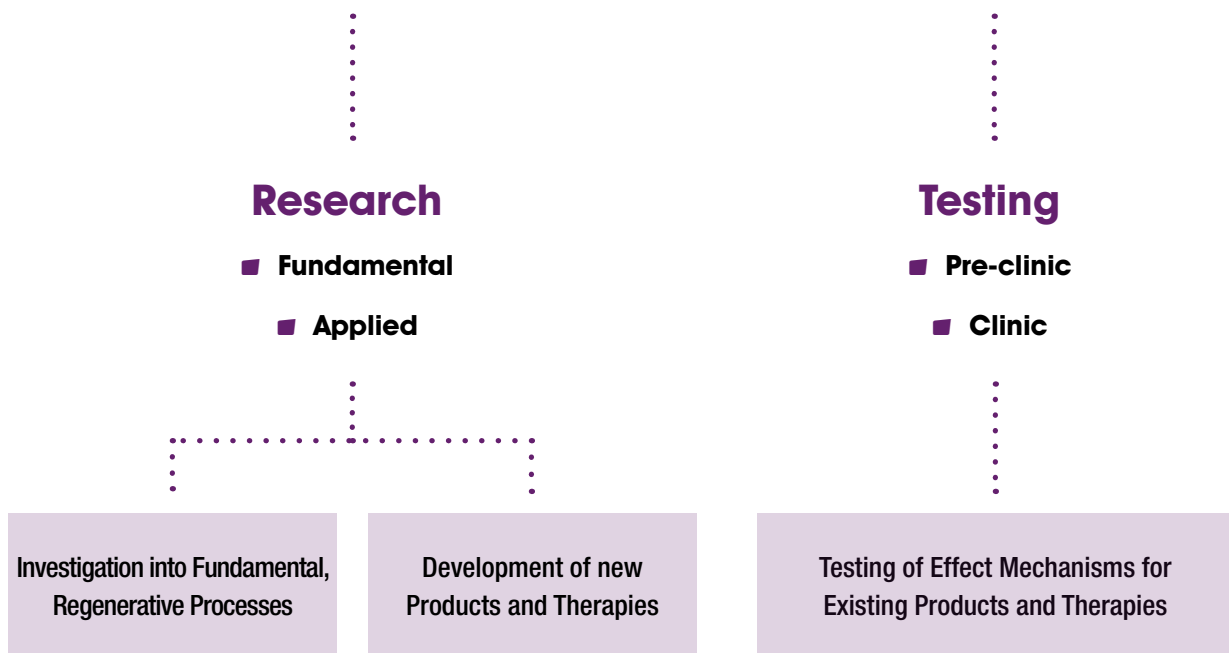 Research
Fundamental
Applied
Testing
Pre-clinic
Clinic
Investigation into Fundamental,
Regenerative Processes
Development of new
Products and Therapies
Testing of Effect Mechanisms for
Existing Products and Therapies